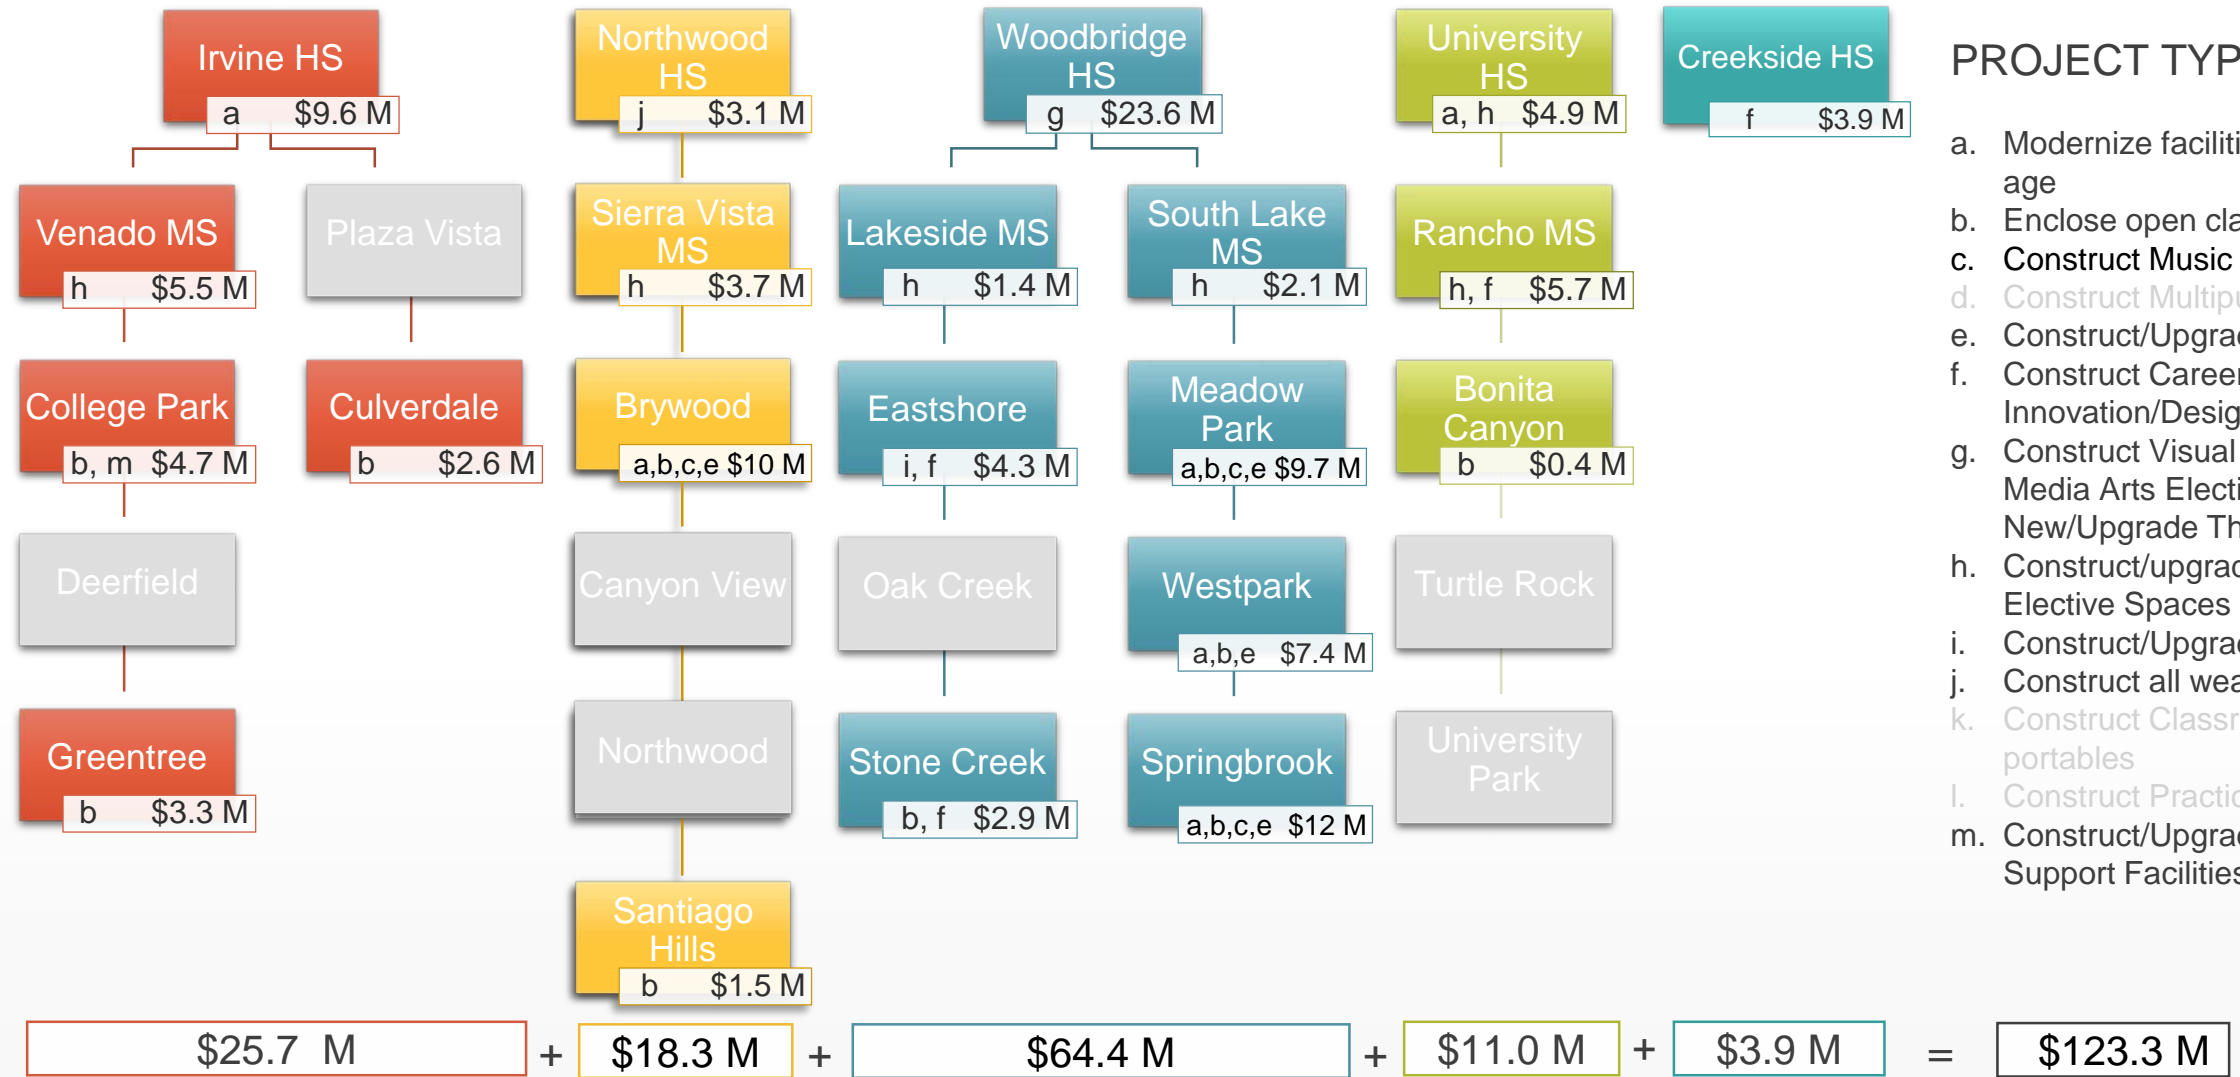 Irvine HS
a $9.6 M
Northwood
HS
j $3.1 M
Woodbridge
HS
g $23.6 M
University
HS
a, h $4.9 M
Creekside HS
f $3.9 M
Venado MS
h $5.5 M
Plaza Vista
Sierra Vista
MS
h $3.7 M
Lakeside MS
h $1.4 M
South Lake
MS
h $2.1 M
Rancho MS
h, f $5.7 M
College Park
b, m $4.7 M
Culverdale
b $2.6 M
Brywood
a,b,c,e $10 M
Eastshore
i, f $4.3 M
Meadow
Park
a,b,c,e $9.7 M
Bonita
Canyon
b $0.4 M
Deerfield
Canyon View
Oak Creek
Westpark
a,b,e $7.4 M
Turtle Rock
Greentree
b $3.3 M
Northwood
Stone Creek
b, f $2.9 M
Springbrook
a,b,c,e $12 M
University
Park
Santiago
Hills
b $1.5 M
$25.7 M + $18.3 M + $64.4 M + $11.0 M + $3.9 M = $123.3 M
PROJECT TYP
a. Modernize faciliti
age
b. Enclose open cla
c. Construct Music
d. Construct Multipu
e. Construct/Upgra
f. Construct Career
Innovation/Desig
g. Construct Visual
Media Arts Electi
New/Upgrade Th
h. Construct/upgrad
Elective Spaces
i. Construct/Upgra
j. Construct all wea
k. Construct Classr
portables
l. Construct Practic
m. Construct/Upgra
Support Facilities